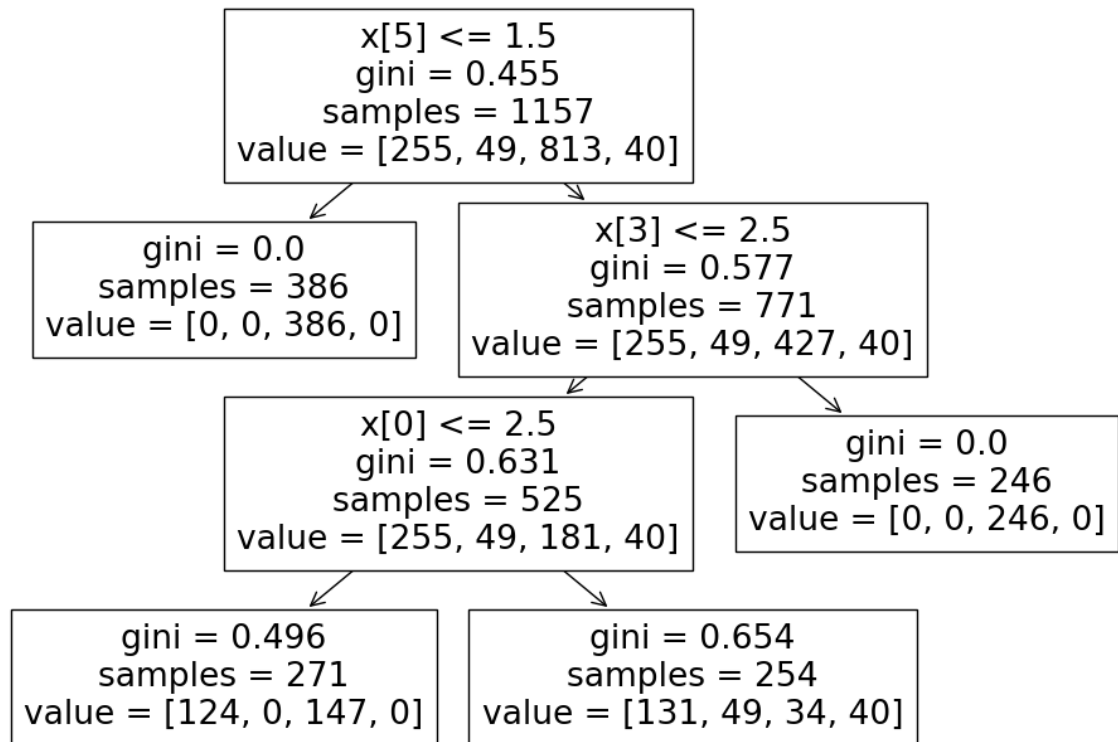 x[5] <= 1.5
gini = 0.455
samples = 1157
value = [255, 49, 813, 40]
gini = 0.0
samples = 386
value = [0, 0, 386, 0]
x[3] <= 2.5
gini = 0.577
samples = 771
value = [255, 49, 427, 40]
x[0] <= 2.5
gini = 0.631
samples = 525
value = [255, 49, 181, 40]
gini = 0.0
samples = 246
value = [0, 0, 246, 0]
gini = 0.496
samples = 271
value = [124, 0, 147, 0]
gini = 0.654
samples = 254
value = [131, 49, 34, 40]